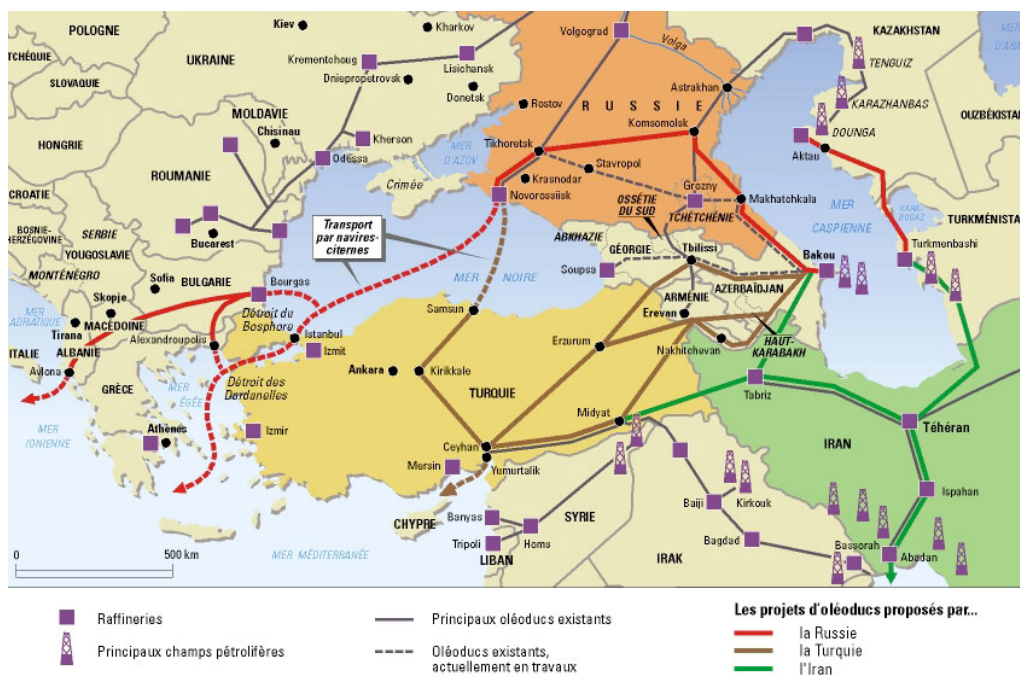 POLOGNE
Kiev
Kharkov
Volgograd
Volga
KAZAKHSTAN
TCHÉQUIE
UKRAINE
Krementchoug
Lisichansk
TENGUIZ
SLOVAQUIE
Dniepropetrovsk
Donetsk
Astrakhan
KARAZHANBAS
MOLDAVIE
Rostov
RUSSIE
OUZBÉKISTAN
Chisinau
Komsomolsk
DOUNGA
HONGRIE
Kherson
MER
D'AZOV
Tikhoretsk
Aktau
Odessa
Stavropol
ROUMANIE
Crimée
Krasnodar
Grozny
CROATIE
Novorossiisk
OSSÉTIE
DU SUD
Makhatchkala
MER
CASPIENNE
KARA-
BOGAZ
BOSNIE-
HERZÉGOVINE
SERBIE
Bucarest
Transport
par navires-
citernes
TCHÉTCHÉNIE
TURKMÉNISTAN
YOUGOSLAVIE
ABKHAZIE
GÉORGIE
Tbilissi
Turkmenbashi
MONTÉNÉGRO
Sofia
BULGARIE
MER
NOIRE
Soupsa
Bakou
Skopje
Bourgas
AZERBAÏDJAN
MER
ADRIATIQUE
MACÉDOINE
Détroit du
Bosphore
Samsun
ARMÉNIE
Tirana
Alexandroupolis
Istanbul
Erevan
ITALIE
ALBANIE
Izmit
Erzurum
Nakhitchevan
HAUT-
KARABAKH
Avlona
GRÈCE
Détroit des
Dardanelles
Ankara
Kirikkale
Tabriz
MER
ÉGÉE
TURQUIE
Midyat
Téhéran
MER
IONIENNE
Athènes
Izmir
Ceyhan
IRAN
Mersin
Yumurtalik
Ispahan
CHYPRE
Banyas
SYRIE
Baiji
Kirkouk
Tripoli
Homs
Bagdad
Bassorah
Abadan
0
500 km
MER MÉDITERRANÉE
LIBAN
IRAK
Raffineries
Principaux champs pétrolifères
Principaux oléoducs existants
Oléoducs existants,
actuellement en travaux
Les projets d'oléoducs proposés par...
la Russie
la Turquie
l'Iran